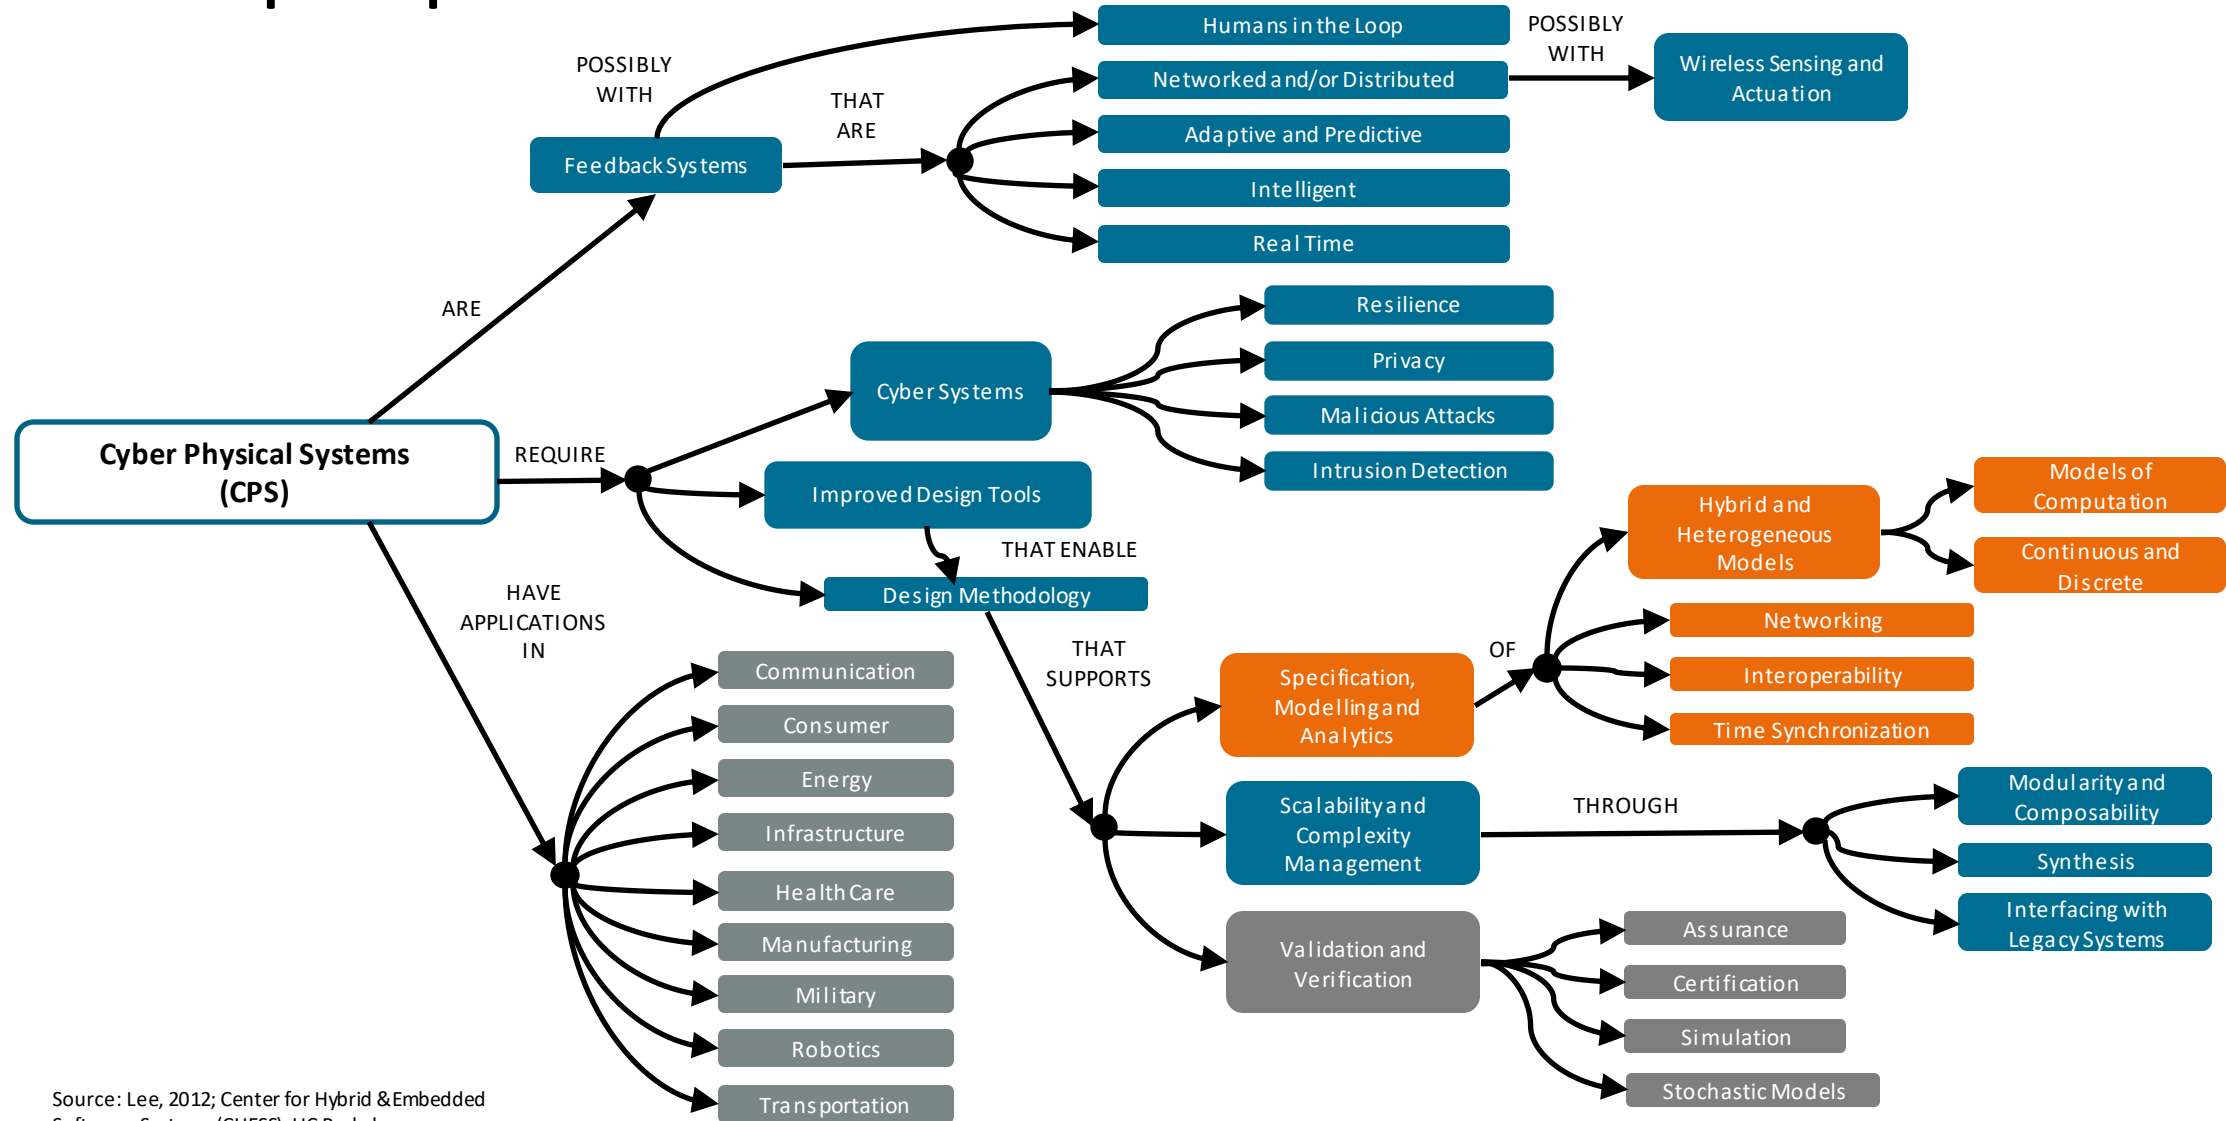 Humans in the Loop
POSSIBLY
WITH
Wireless Sensing and
Actuation
POSSIBLY
WITH
Networked and/or Distributed
THAT
ARE
Adaptive and Predictive
Feedback Systems
Intelligent
Real Time
ARE
Resilience
Privacy
Cyber Systems
Malicious Attacks
Intrusion Detection
Cyber Physical Systems
(CPS)
REQUIRE
Improved Design Tools
THAT ENABLE
Design Methodology
Hybrid and
Heterogeneous
Models
Models of
Computation
Continuous and
Discrete
HAVE
APPLICATIONS
IN
THAT
SUPPORTS
OF
Networking
Interoperability
Time Synchronization
Specification,
Modelling and
Analytics
Communication
Consumer
Energy
Infrastructure
Health Care
Manufacturing
Military
Robotics
Transportation
Scalability and
Complexity
Management
THROUGH
Modularity and
Composability
Synthesis
Interfacing with
Legacy Systems
Validation and
Verification
Assurance
Certification
Simulation
Stochastic Models
Source: Lee, 2012; Center for Hybrid & Embedded